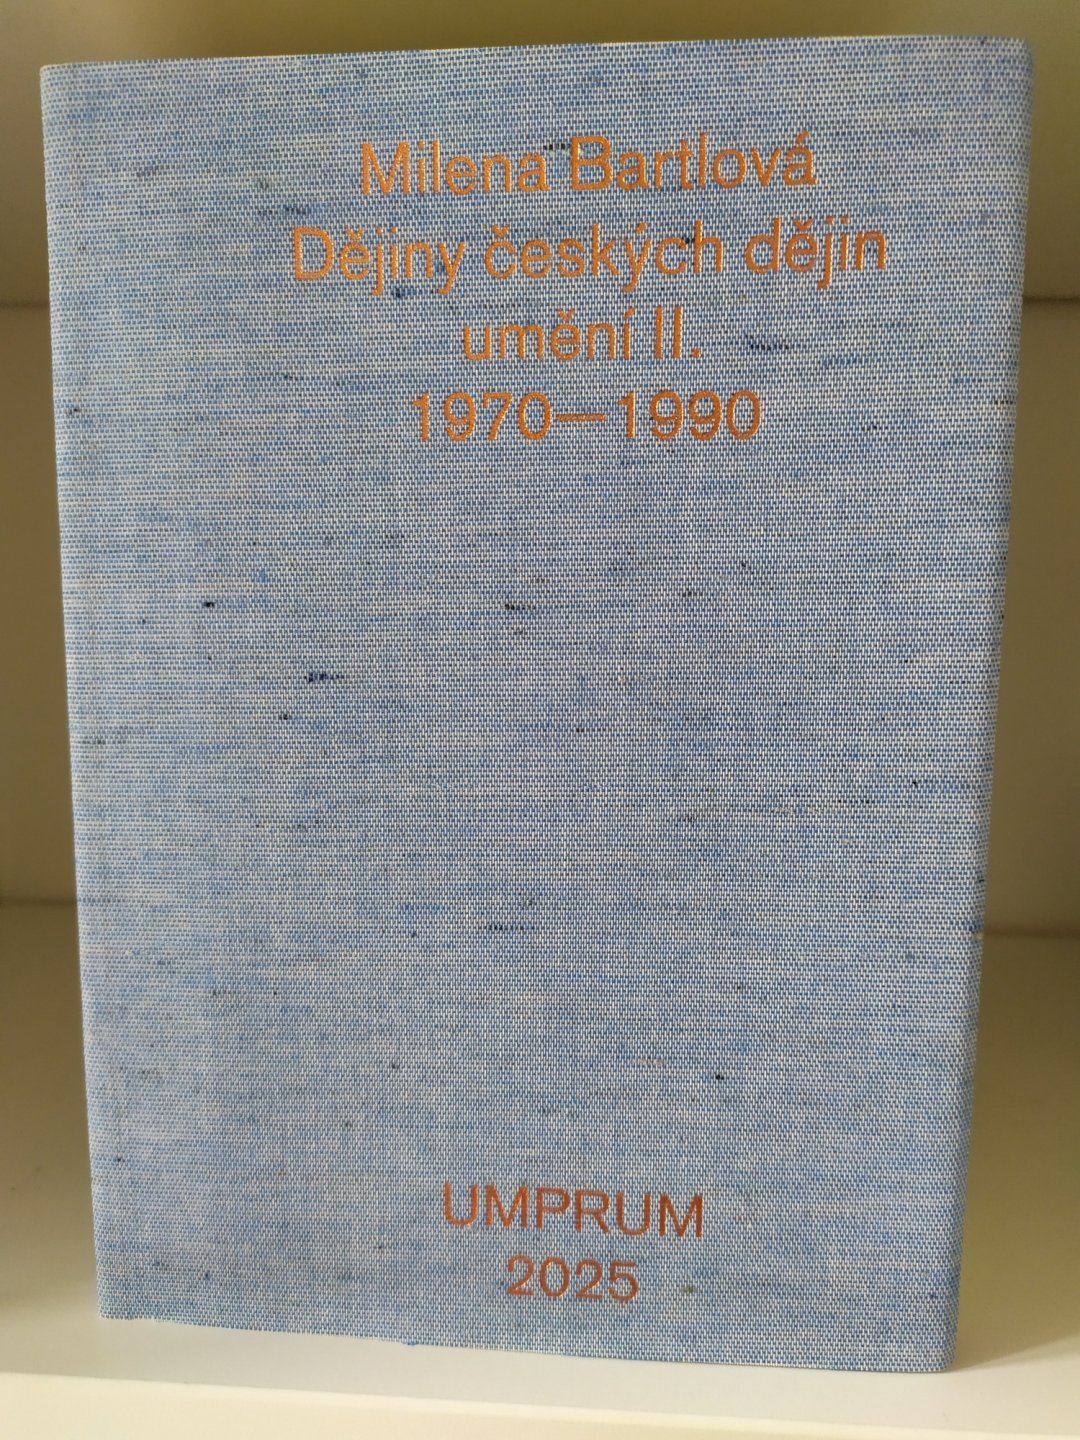 Milena Bartlová
Dějiny českých dějin
umění II.
1970—1990
UMPRUM
2025